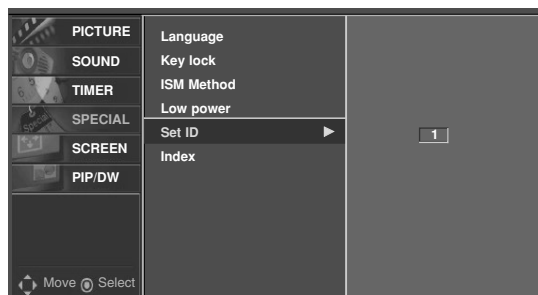 PICTURE
SOUND
TIMER
SPECIAL
SCREEN
PIP/DW
Move Select
Language
Key lock
ISM Method
Low power
Set ID ▶
Index
1